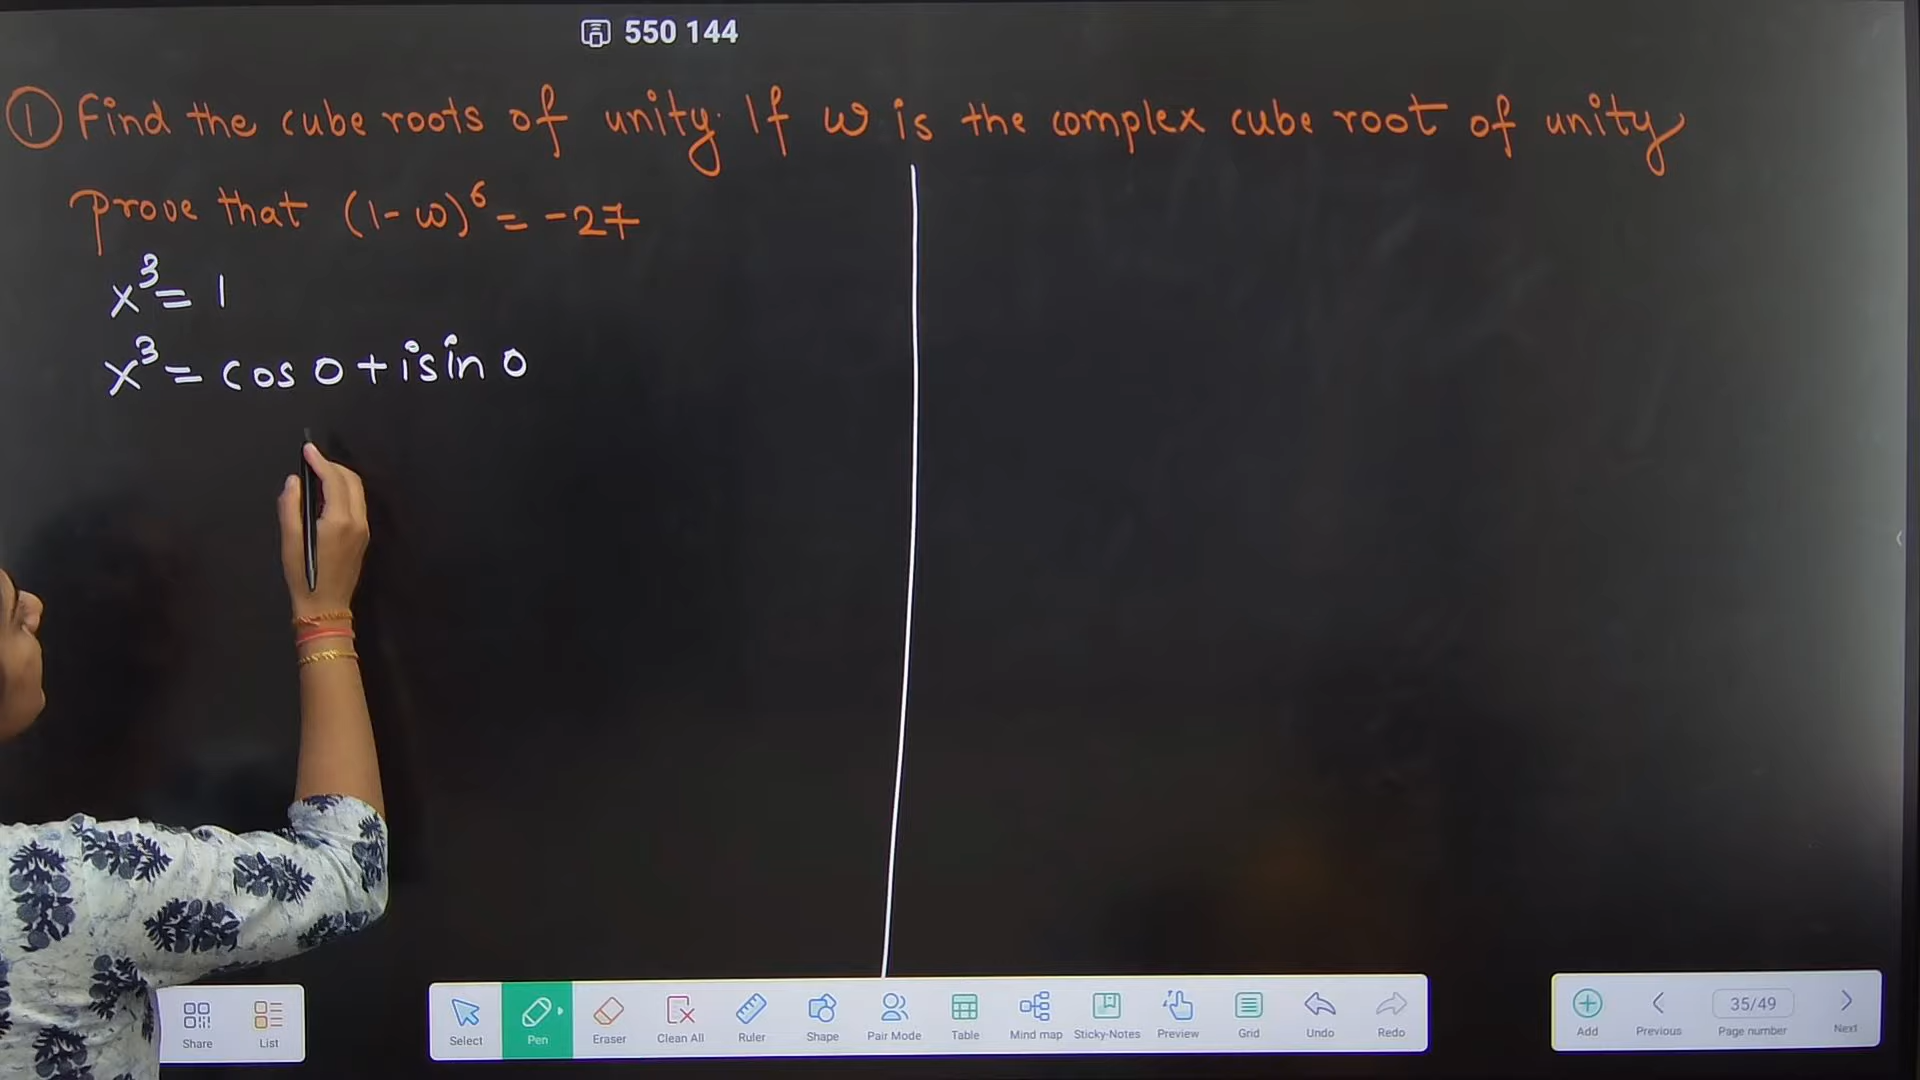 550 144
① Find the cube roots of unity. If ω is the complex cube root of unity
prove that (1-ω)⁶ = -27
x³ = 1
x³ = cos 0 + i sin 0
Share
List
Select
Pen
Eraser
Clean All
Ruler
Shape
Pair Mode
Table
Mind map
Sticky-Notes
Preview
Grid
Undo
Redo
Add
Previous
35/49
Page number
Next